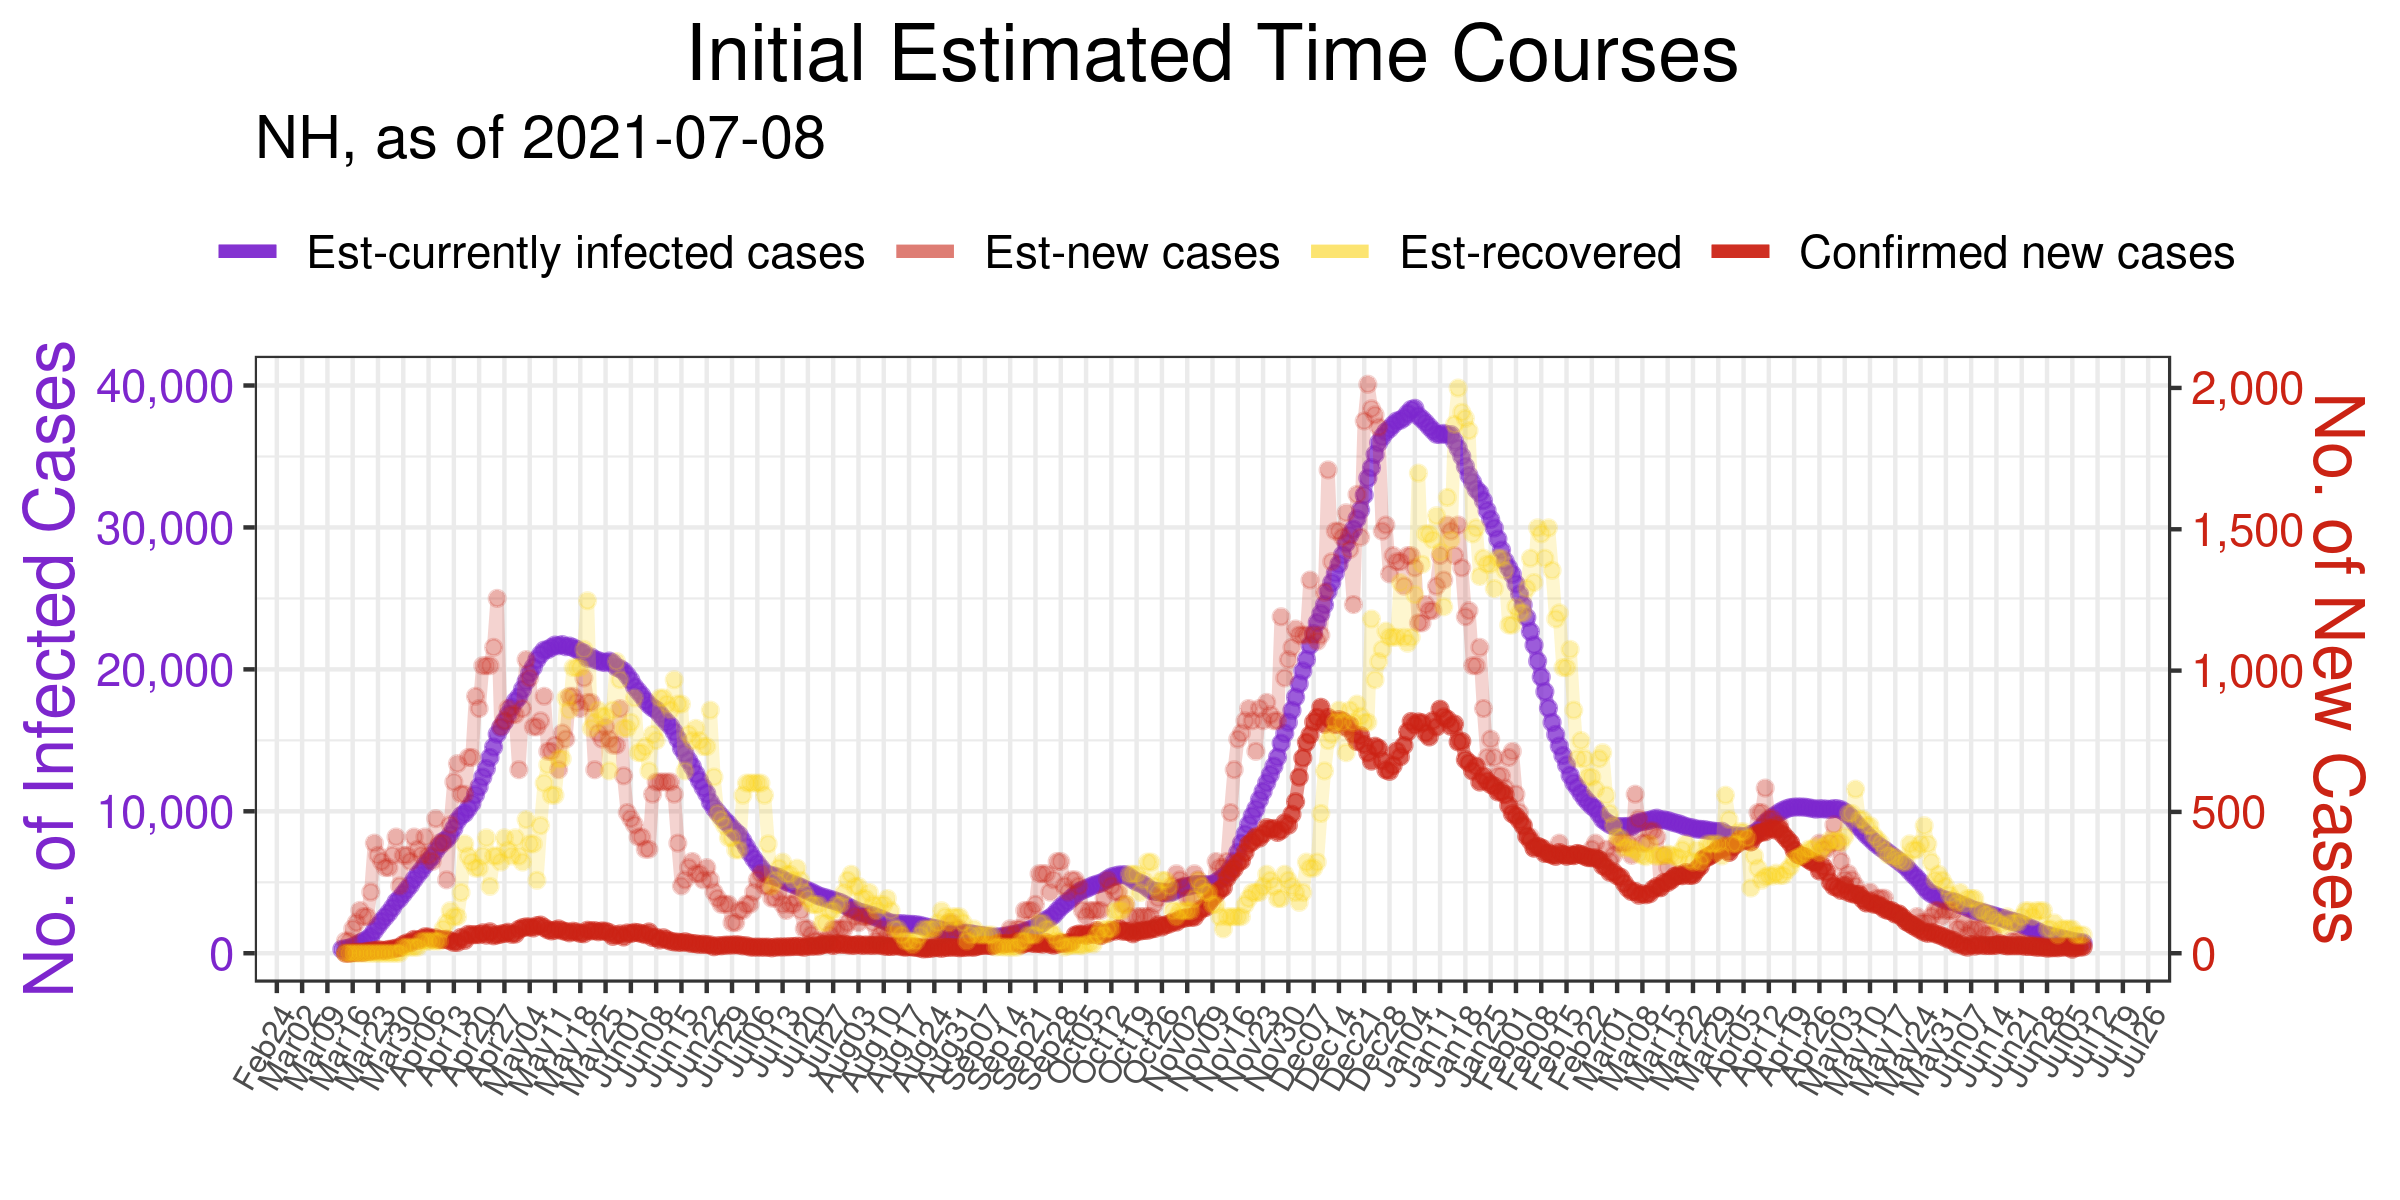 Initial Estimated Time Courses
NH, as of 2021-07-08
Est-currently infected cases
Est-new cases
Est-recovered
Confirmed new cases
No. of Infected Cases
40,000
30,000
20,000
10,000
0
2,000
1,500
1,000
500
0
No. of New Cases
Feb24
Mar02
Mar09
Mar16
Mar23
Mar30
Apr06
Apr13
Apr20
Apr27
May04
May11
May18
May25
Jun01
Jun08
Jun15
Jun22
Jun29
Jul06
Jul13
Jul20
Jul27
Aug03
Aug10
Aug17
Aug24
Aug31
Sep07
Sep14
Sep21
Sep28
Oct05
Oct12
Oct19
Oct26
Nov02
Nov09
Nov16
Nov23
Nov30
Dec07
Dec14
Dec21
Dec28
Jan04
Jan11
Jan18
Jan25
Feb01
Feb08
Feb15
Feb22
Mar01
Mar08
Mar15
Mar22
Mar29
Apr05
Apr12
Apr19
Apr26
May03
May10
May17
May24
May31
Jun07
Jun14
Jun21
Jun28
Jul05
Jul12
Jul19
Jul26